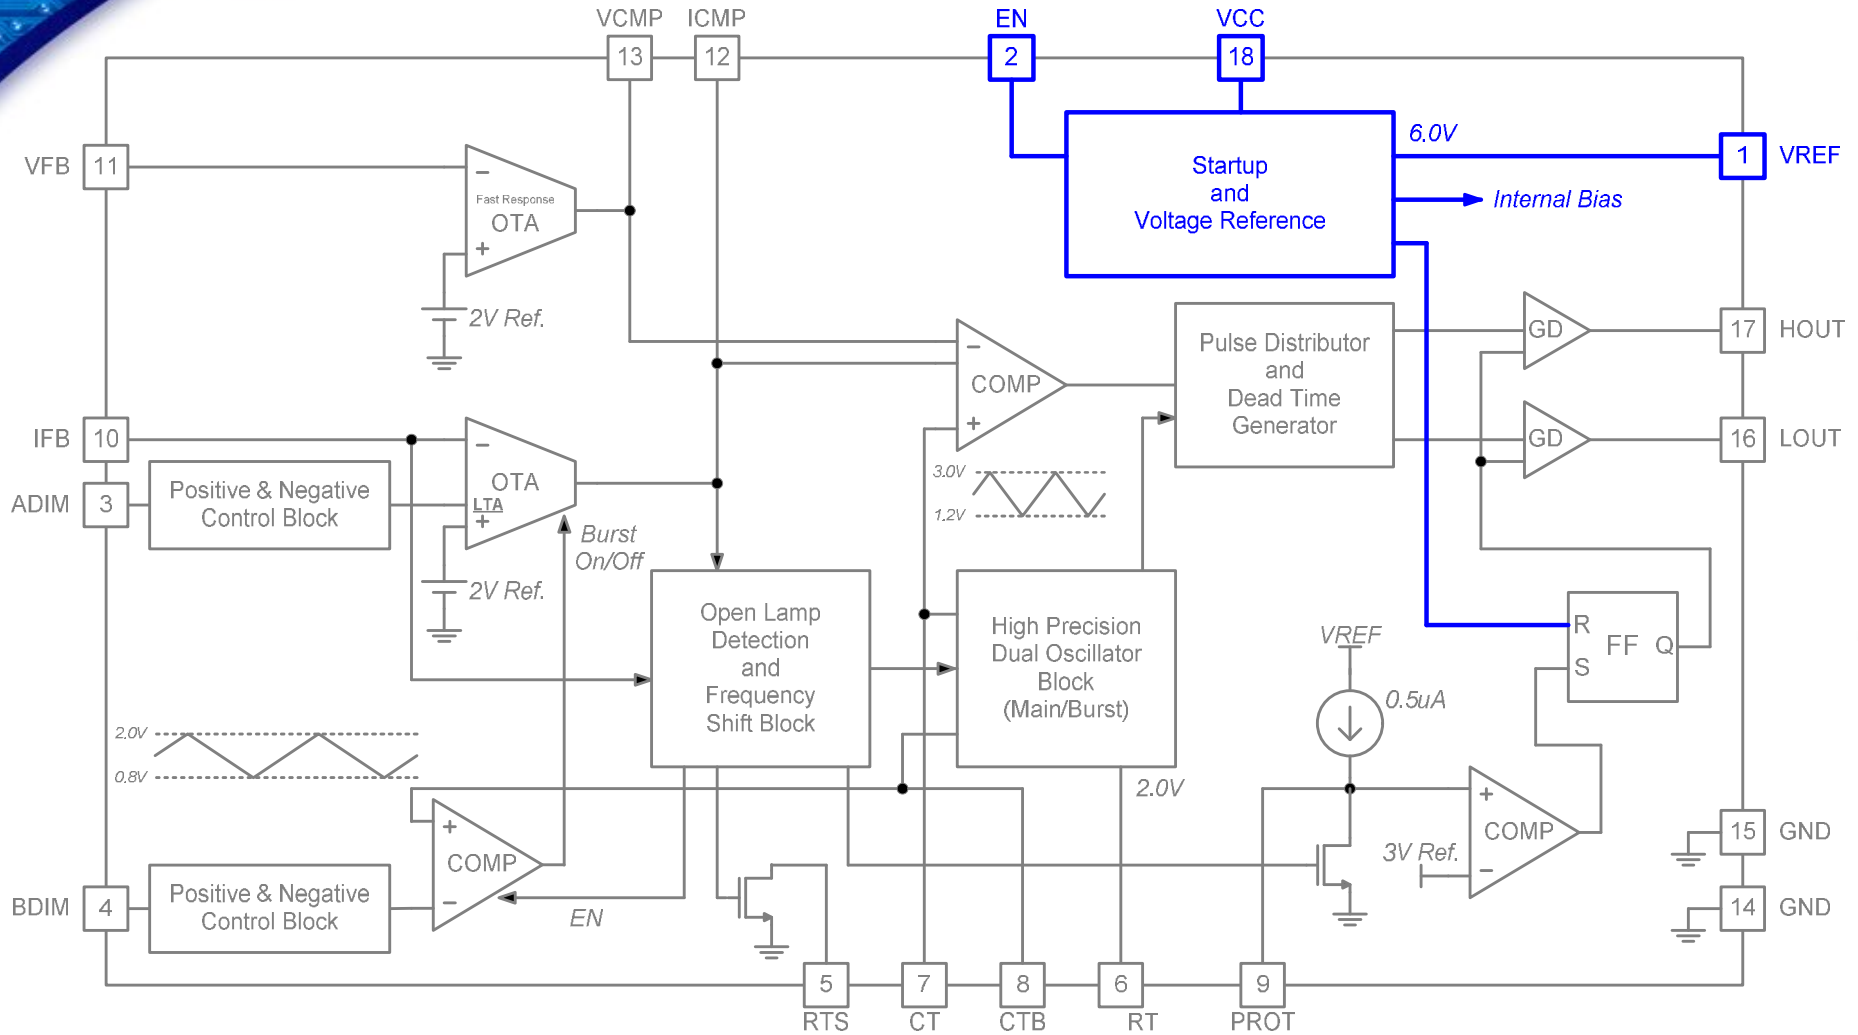 VCMP
ICMP
EN
VCC
13
12
2
18
6.0V
VFB
11
−
Fast Response
OTA
+
2V Ref.
Startup
and
Voltage Reference
1
VREF
Internal Bias
−
COMP
+
Pulse Distributor
and
Dead Time
Generator
GD
17
HOUT
GD
16
LOUT
IFB
10
−
OTA
LTA
+
2V Ref.
ADIM
3
Positive & Negative
Control Block
Burst
On/Off
3.0V
1.2V
Open Lamp
Detection
and
Frequency
Shift Block
High Precision
Dual Oscillator
Block
(Main/Burst)
2.0V
VREF
0.5uA
R
S
FF
Q
2.0V
0.8V
+
COMP
−
EN
BDIM
4
Positive & Negative
Control Block
+
COMP
−
3V Ref.
15
GND
14
GND
5
7
8
6
9
RTS
CT
CTB
RT
PROT